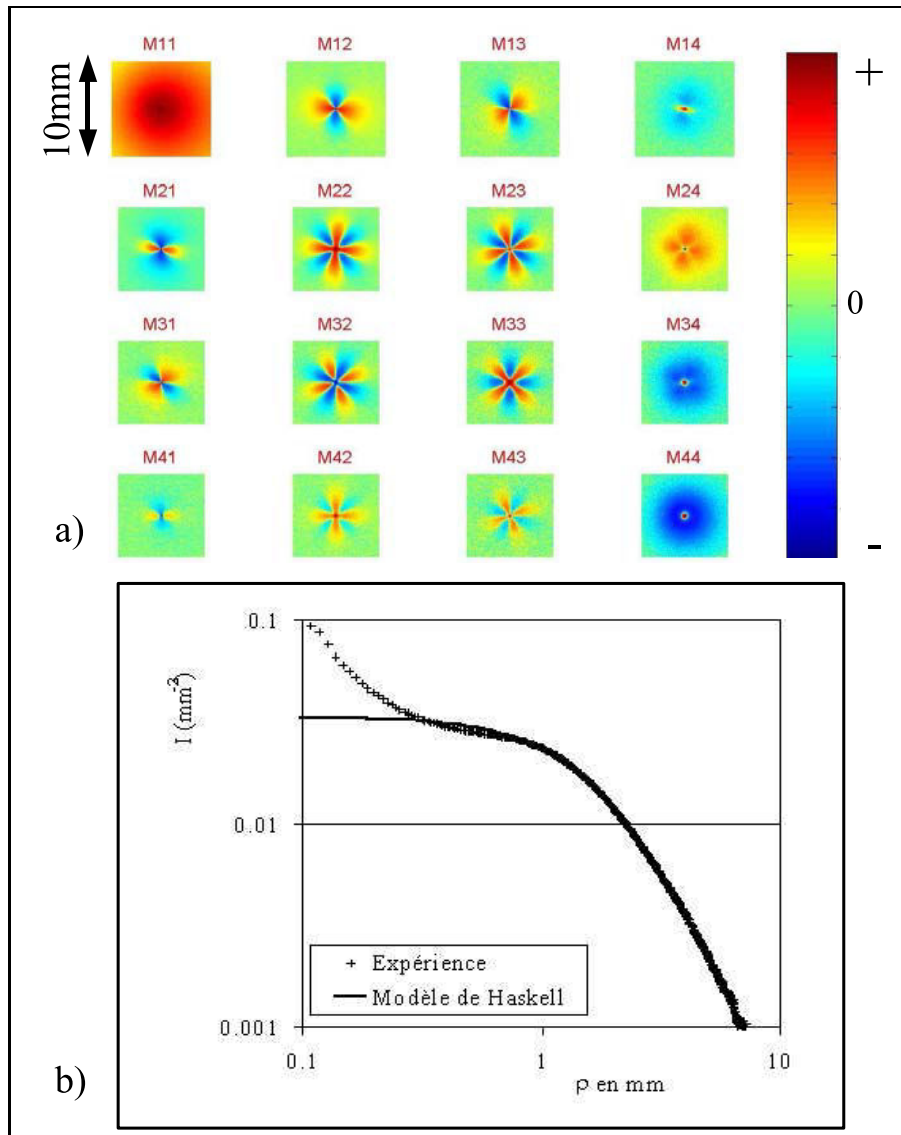 M11 M12 M13 M14
+
10mm
M21 M22 M23 M24
0
M31 M32 M33 M34
M41 M42 M43 M44
a)
-
0.1
I (mm⁻²)
0.01
+ Expérience
Modèle de Haskell
0.001
0.1 1 10
b)
ρ en mm